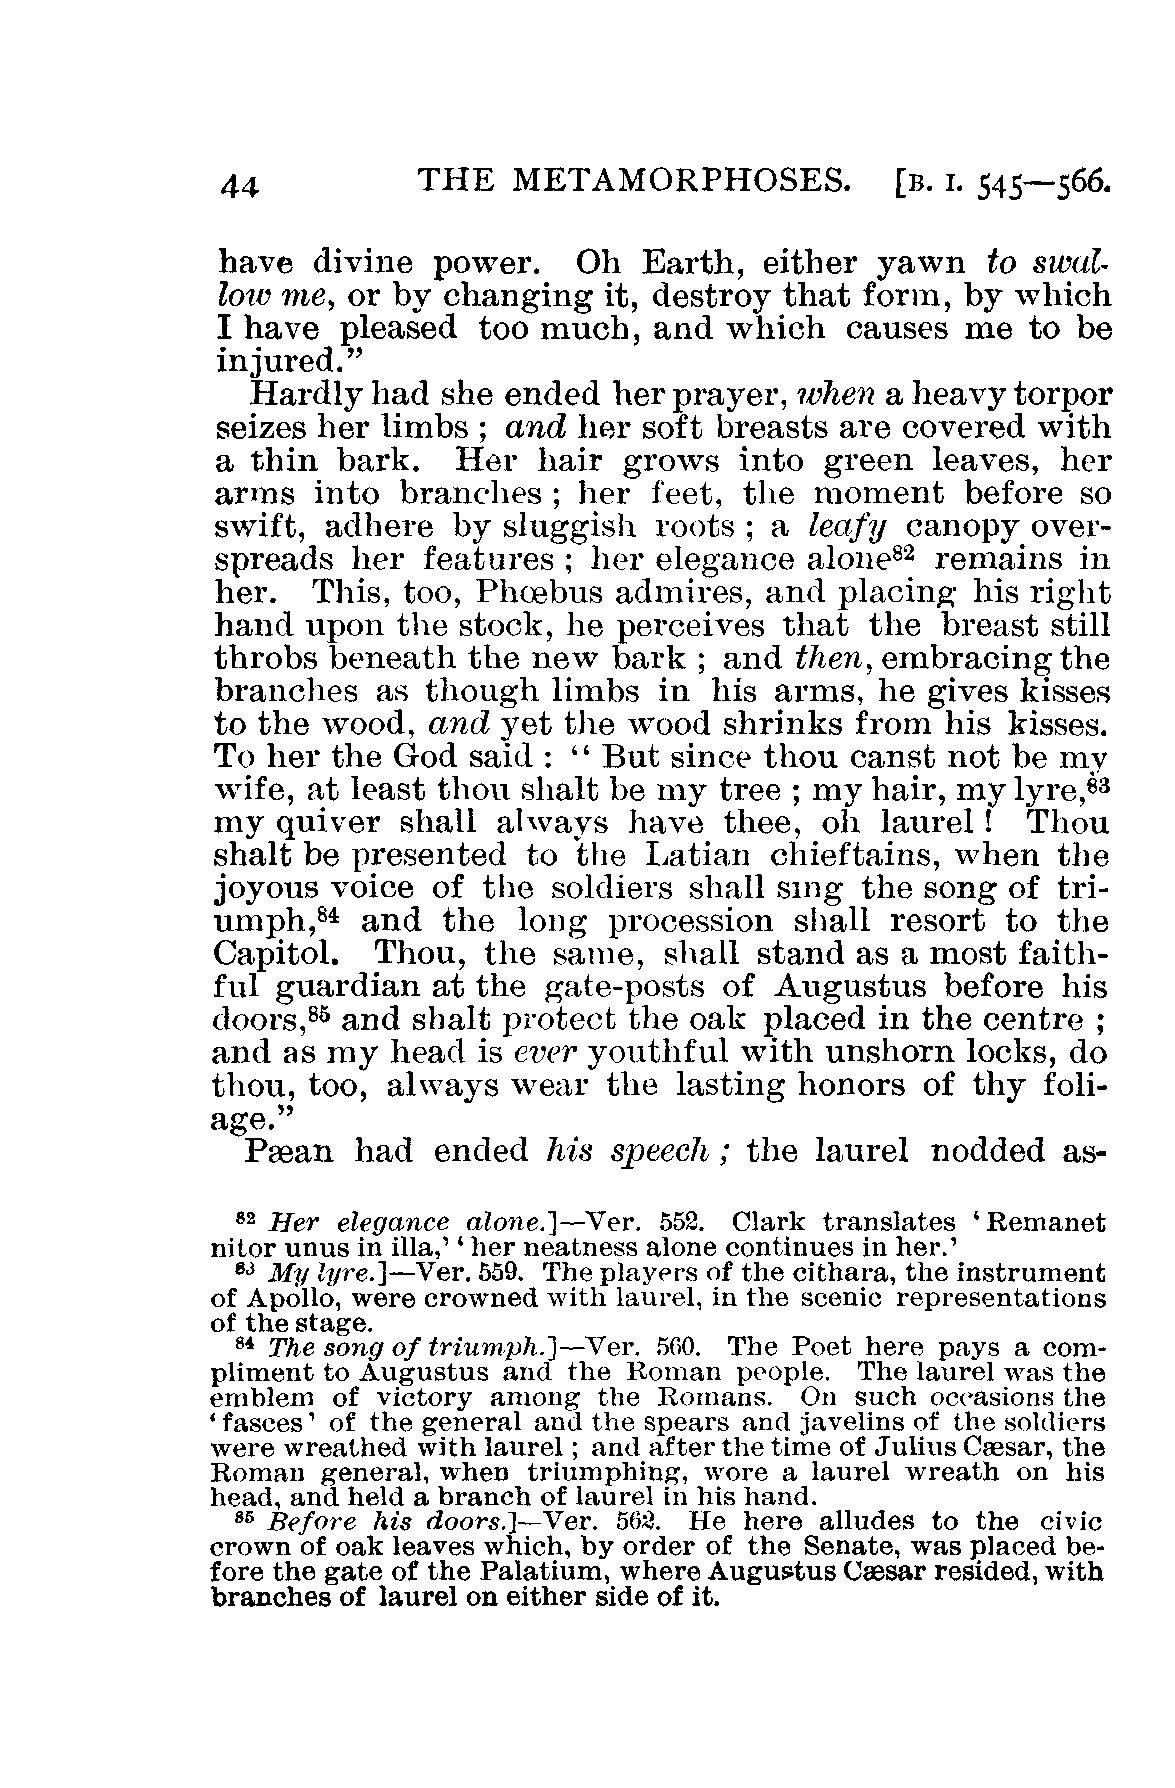 44 THE METAMORPHOSES. [B. I. 545—566.
have divine power. Oh Earth, either yawn to swal-
low me, or by changing it, destroy that form, by which
I have pleased too much, and which causes me to be
injured.”
Hardly had she ended her prayer, when a heavy torpor
seizes her limbs ; and her soft breasts are covered with
a thin bark. Her hair grows into green leaves, her
arms into branches ; her feet, the moment before so
swift, adhere by sluggish roots ; a leafy canopy over-
spreads her features ; her elegance alone⁸² remains in
her. This, too, Phœbus admires, and placing his right
hand upon the stock, he perceives that the breast still
throbs beneath the new bark ; and then, embracing the
branches as though limbs in his arms, he gives kisses
to the wood, and yet the wood shrinks from his kisses.
To her the God said : “ But since thou canst not be my
wife, at least thou shalt be my tree ; my hair, my lyre,⁸³
my quiver shall always have thee, oh laurel ! Thou
shalt be presented to the Latian chieftains, when the
joyous voice of the soldiers shall sing the song of tri-
umph,⁸⁴ and the long procession shall resort to the
Capitol. Thou, the same, shall stand as a most faith-
ful guardian at the gate-posts of Augustus before his
doors,⁸⁵ and shalt protect the oak placed in the centre ;
and as my head is ever youthful with unshorn locks, do
thou, too, always wear the lasting honors of thy foli-
age.”
Pæan had ended his speech ; the laurel nodded as-
⁸² Her elegance alone.]—Ver. 552. Clark translates ‘Remanet
nitor unus in illa,’ ‘her neatness alone continues in her.’
⁸³ My lyre.]—Ver. 559. The players of the cithara, the instrument
of Apollo, were crowned with laurel, in the scenic representations
of the stage.
⁸⁴ The song of triumph.]—Ver. 560. The Poet here pays a com-
pliment to Augustus and the Roman people. The laurel was the
emblem of victory among the Romans. On such occasions the
‘fasces’ of the general and the spears and javelins of the soldiers
were wreathed with laurel ; and after the time of Julius Cæsar, the
Roman general, when triumphing, wore a laurel wreath on his
head, and held a branch of laurel in his hand.
⁸⁵ Before his doors.]—Ver. 562. He here alludes to the civic
crown of oak leaves which, by order of the Senate, was placed be-
fore the gate of the Palatium, where Augustus Cæsar resided, with
branches of laurel on either side of it.